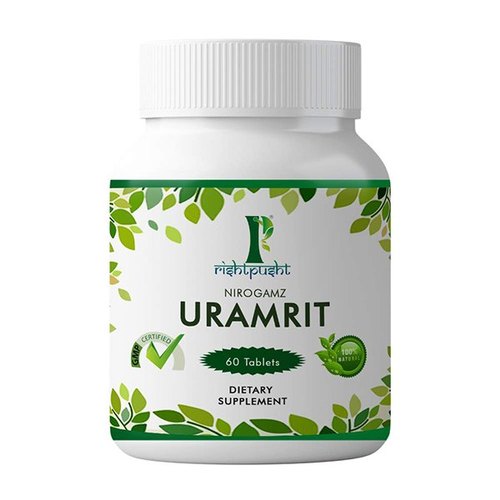 rishtpusht
NIROGAMZ
URAMRIT
GMP CERTIFIED
60 Tablets
100%
NATURAL
DIETARY
SUPPLEMENT